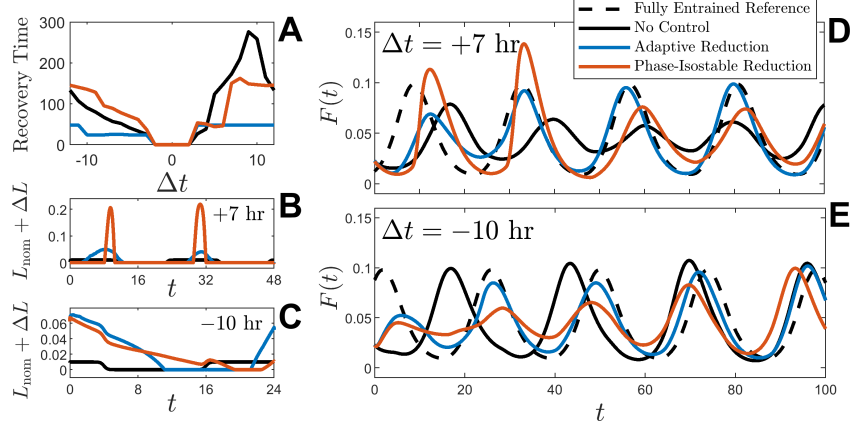 A
Recovery Time
300
200
100
0
-10
0
10
Δt
B
L_nom + ΔL
0.2
0.1
0
+7 hr
0
16
32
48
t
C
L_nom + ΔL
0.06
0.04
0.02
0
−10 hr
0
8
16
24
t
D
Δt = +7 hr
Fully Entrained Reference
No Control
Adaptive Reduction
Phase-Isostable Reduction
F(t)
0.15
0.1
0.05
0
E
Δt = −10 hr
F(t)
0.15
0.1
0.05
0
0
20
40
60
80
100
t